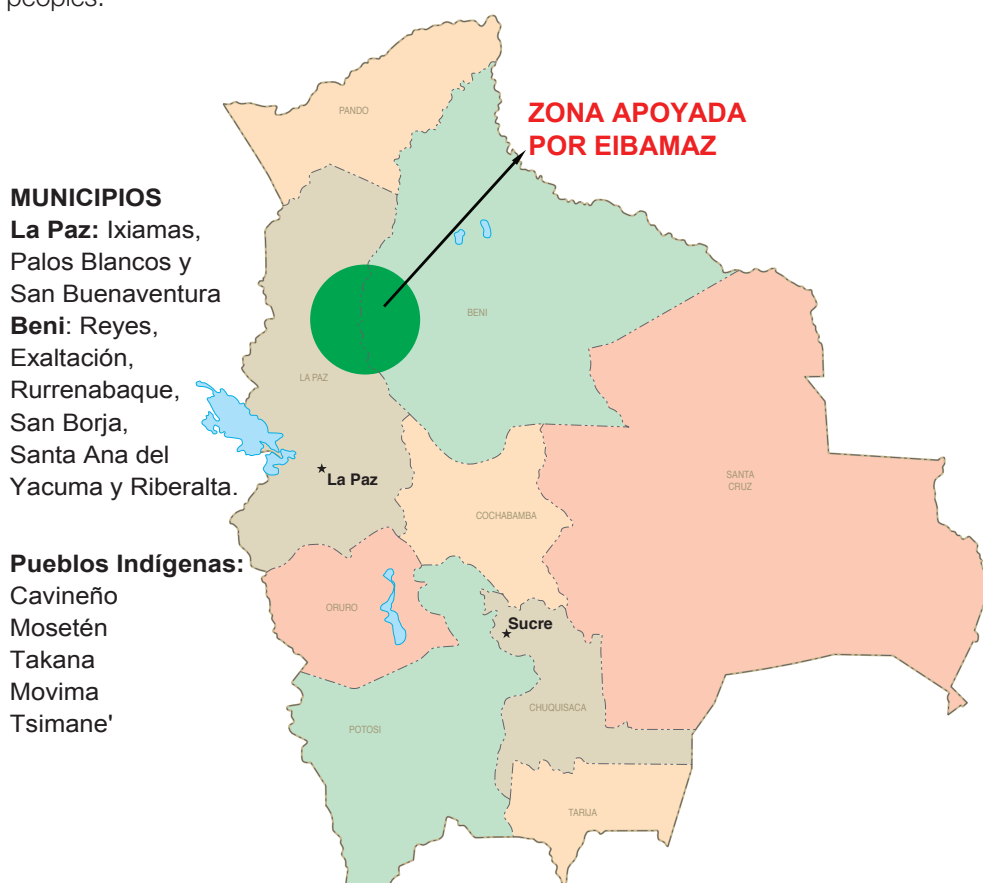 peoples.
ZONA APOYADA
POR EIBAMAZ
MUNICIPIOS
La Paz: Ixiamas,
Palos Blancos y
San Buenaventura
Beni: Reyes,
Exaltación,
Rurrenabaque,
San Borja,
Santa Ana del
Yacuma y Riberalta.
Pueblos Indígenas:
Cavineño
Mosetén
Takana
Movima
Tsimane'
PANDO
BENI
LA PAZ
La Paz
SANTA
CRUZ
COCHABAMBA
ORURO
Sucre
CHUQUISACA
POTOSI
TARIJA